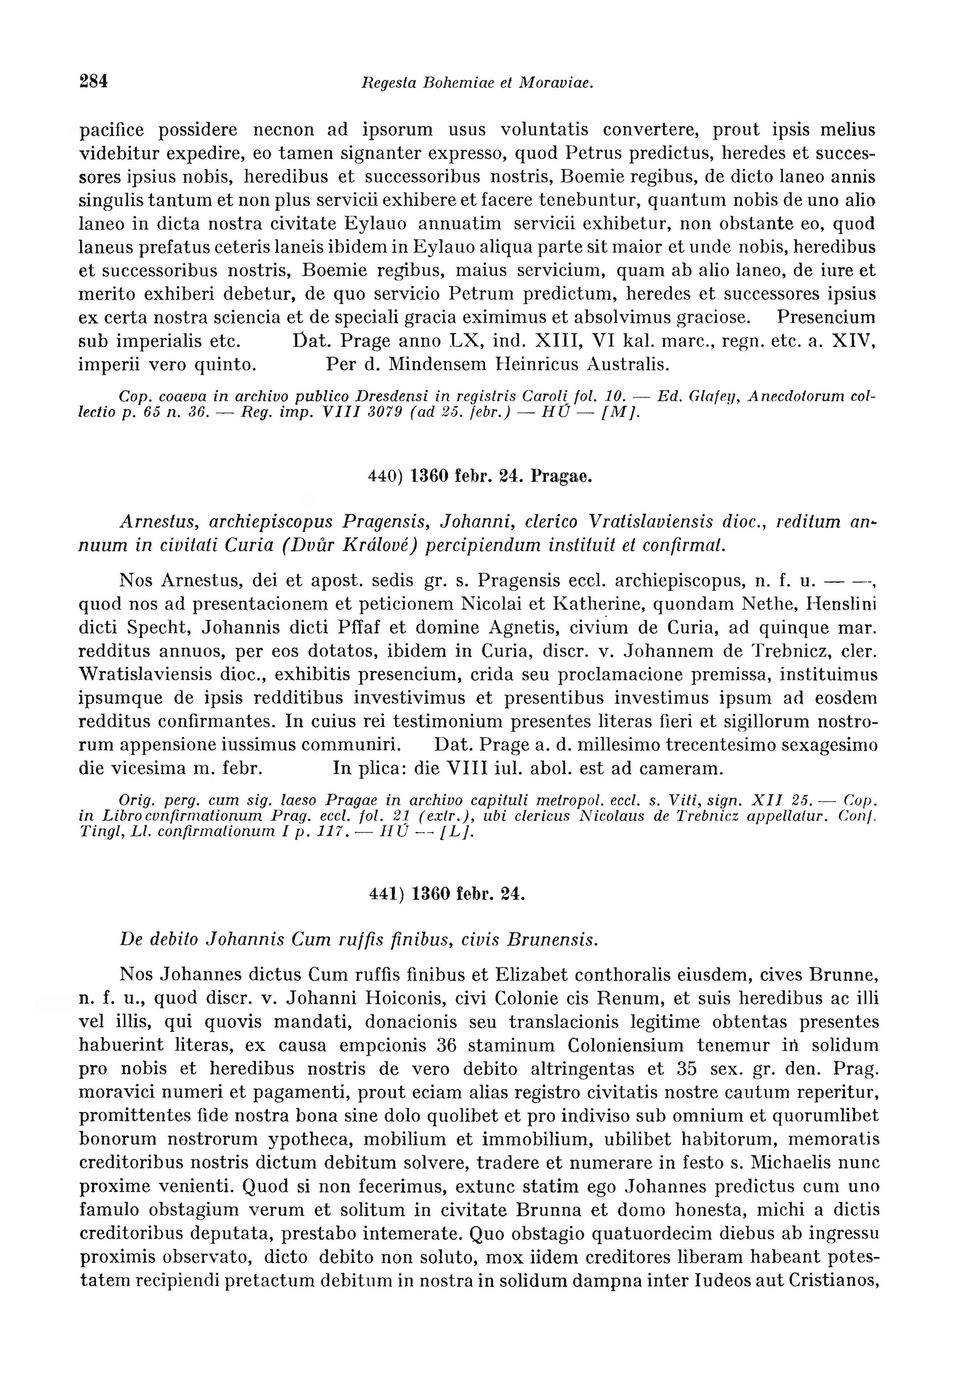 284 Regesta Bohemiae et Moraviae.
pacifice possidere necnon ad ipsorum usus voluntatis convertere, prout ipsis melius
videbitur expedire, eo tamen signanter expresso, quod Petrus predictus, heredes et succes-
sores ipsius nobis, heredibus et successoribus nostris, Boemie regibus, de dicto laneo annis
singulis tantum et non plus servicii exhibere et facere tenebuntur, quantum nobis de uno alio
laneo in dicta nostra civitate Eylauo annuatim servicii exhibetur, non obstante eo, quod
laneus prefatus ceteris laneis ibidem in Eylauo aliqua parte sit maior et unde nobis, heredibus
et successoribus nostris, Boemie regibus, maius servicium, quam ab alio laneo, de iure et
merito exhiberi debetur, de quo servicio Petrum predictum, heredes et successores ipsius
ex certa nostra sciencia et de speciali gracia eximimus et absolvimus graciose. Presencium
sub imperialis etc. Dat. Prage anno LX, ind. XIII, VI kal. marc., regn. etc. a. XIV,
imperii vero quinto. Per d. Mindensem Heinricus Australis.
Cop. coaeva in archivo publico Dresdensi in registris Caroli fol. 10. — Ed. Glafey, Anecdotorum col-
lectio p. 65 n. 36. — Reg. imp. VIII 3079 (ad 25. febr.) — HÚ — [M].
440) 1360 febr. 24. Pragae.
Arnestus, archiepiscopus Pragensis, Johanni, clerico Vratislaviensis dioc., reditum an-
nuum in civitati Curia (Dvůr Králové) percipiendum instituit et confirmat.
Nos Arnestus, dei et apost. sedis gr. s. Pragensis eccl. archiepiscopus, n. f. u. — —,
quod nos ad presentacionem et peticionem Nicolai et Katherine, quondam Nethe, Henslini
dicti Specht, Johannis dicti Pffaf et domine Agnetis, civium de Curia, ad quinque mar.
redditus annuos, per eos dotatos, ibidem in Curia, discr. v. Johannem de Trebnicz, cler.
Wratislaviensis dioc., exhibitis presencium, crida seu proclamacione premissa, instituimus
ipsumque de ipsis redditibus investivimus et presentibus investimus ipsum ad eosdem
redditus confirmantes. In cuius rei testimonium presentes literas fieri et sigillorum nostro-
rum appensione iussimus communiri. Dat. Prage a. d. millesimo trecentesimo sexagesimo
die vicesima m. febr. In plica: die VIII iul. abol. est ad cameram.
Orig. perg. cum sig. laeso Pragae in archivo capituli metropol. eccl. s. Viti, sign. XII 25. — Cop.
in Libro confirmationum Prag. eccl. fol. 21 (extr.), ubi clericus Nicolaus de Trebnicz appellatur. Conf.
Tingl, Ll. confirmationum I p. 117. — HÚ — [L].
441) 1360 febr. 24.
De debito Johannis Cum ruffis finibus, civis Brunensis.
Nos Johannes dictus Cum ruffis finibus et Elizabet conthoralis eiusdem, cives Brunne,
n. f. u., quod discr. v. Johanni Hoiconis, civi Colonie cis Renum, et suis heredibus ac illi
vel illis, qui quovis mandati, donacionis seu translacionis legitime obtentas presentes
habuerint literas, ex causa empcionis 36 staminum Coloniensium tenemur in solidum
pro nobis et heredibus nostris de vero debito altringentas et 35 sex. gr. den. Prag.
moravici numeri et pagamenti, prout eciam alias registro civitatis nostre cautum reperitur,
promittentes fide nostra bona sine dolo quolibet et pro indiviso sub omnium et quorumlibet
bonorum nostrorum ypotheca, mobilium et immobilium, ubilibet habitorum, memoratis
creditoribus nostris dictum debitum solvere, tradere et numerare in festo s. Michaelis nunc
proxime venienti. Quod si non fecerimus, extunc statim ego Johannes predictus cum uno
famulo obstagium verum et solitum in civitate Brunna et domo honesta, michi a dictis
creditoribus deputata, prestabo intemerate. Quo obstagio quatuordecim diebus ab ingressu
proximis observato, dicto debito non soluto, mox iidem creditores liberam habeant potes-
tatem recipiendi pretactum debitum in nostra in solidum dampna inter Iudeos aut Cristianos,